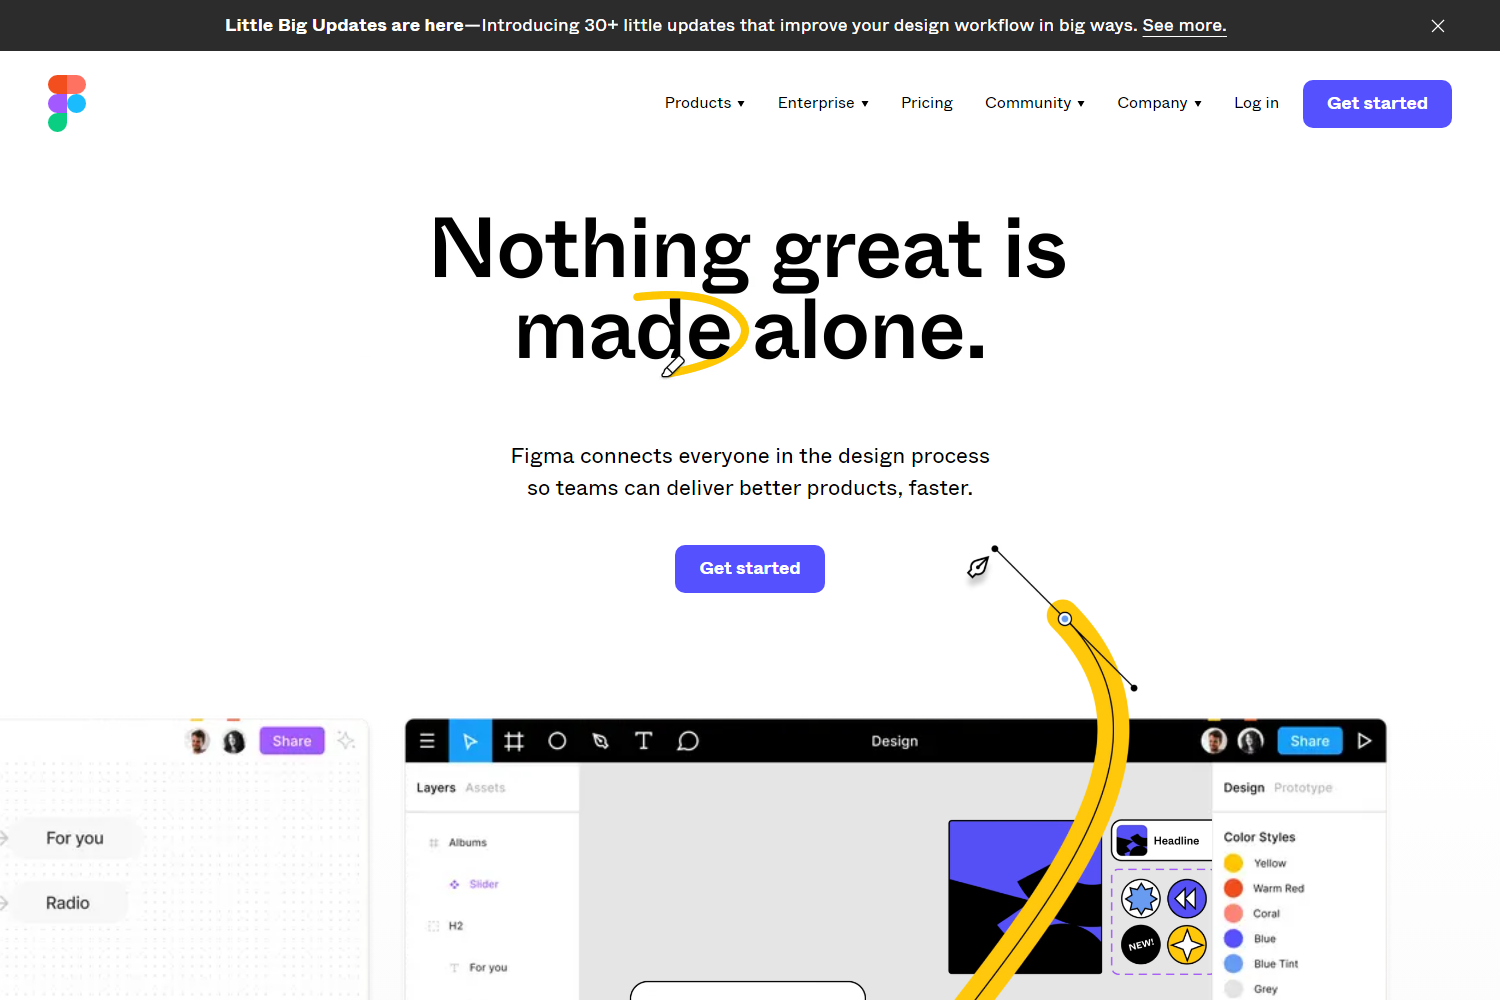 Little Big Updates are here—Introducing 30+ little updates that improve your design workflow in big ways. See more.
Products ▼ Enterprise ▼ Pricing Community ▼ Company ▼ Log in Get started
Nothing great is
made alone.
Figma connects everyone in the design process
so teams can deliver better products, faster.
Get started
Share
For you
Radio
Design
Share
Layers Assets
Albums
Slider
H2
For you
Headline
NEW!
Design Prototype
Color Styles
Yellow
Warm Red
Coral
Blue
Blue Tint
Grey